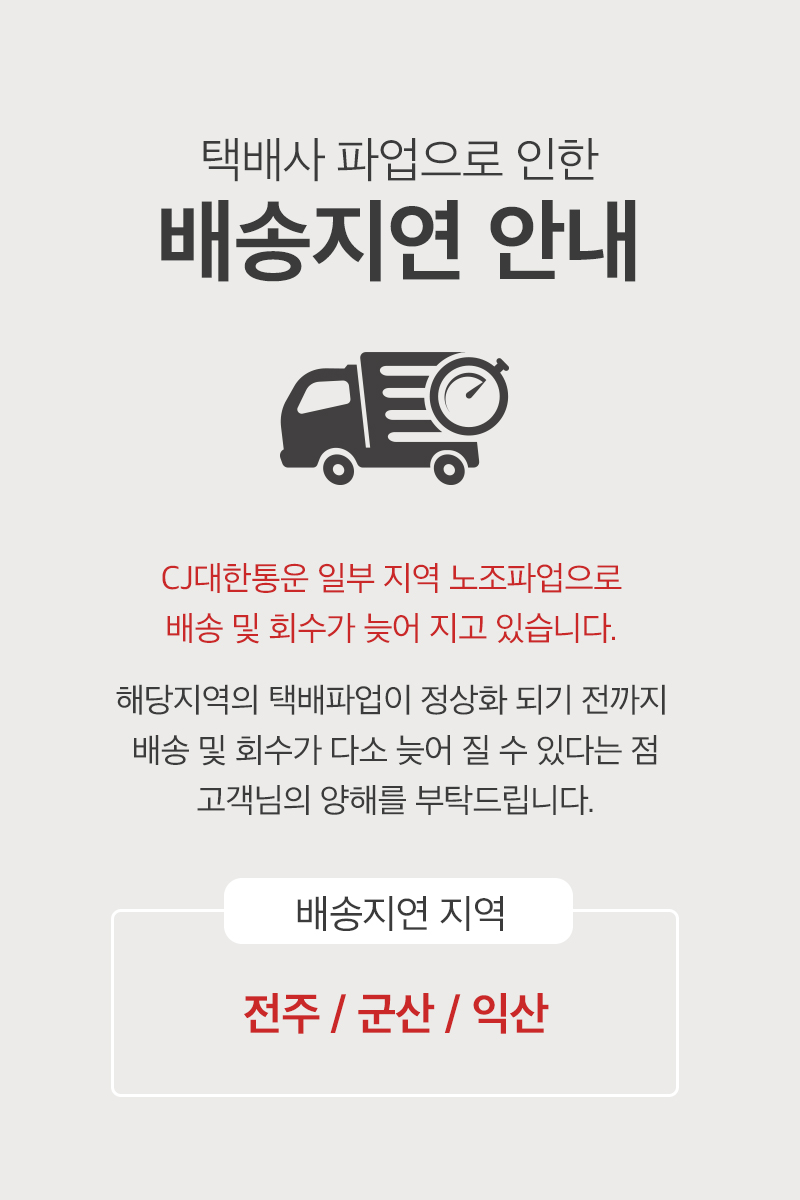 택배사 파업으로 인한
배송지연 안내
CJ대한통운 일부 지역 노조파업으로
배송 및 회수가 늦어 지고 있습니다.
해당지역의 택배파업이 정상화 되기 전까지
배송 및 회수가 다소 늦어 질 수 있다는 점
고객님의 양해를 부탁드립니다.
배송지연 지역
전주 / 군산 / 익산